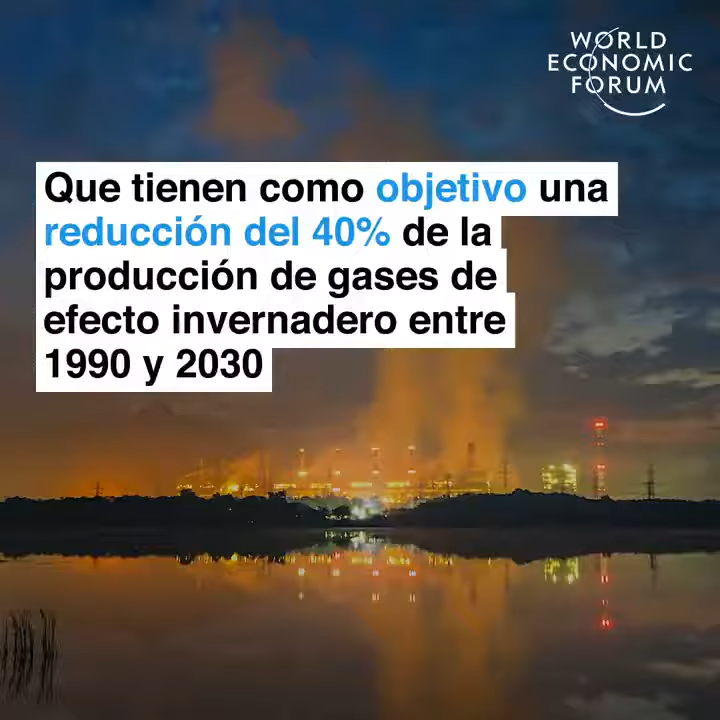 WORLD
ECONOMIC
FORUM
Que tienen como objetivo una
reducción del 40% de la
producción de gases de
efecto invernadero entre
1990 y 2030